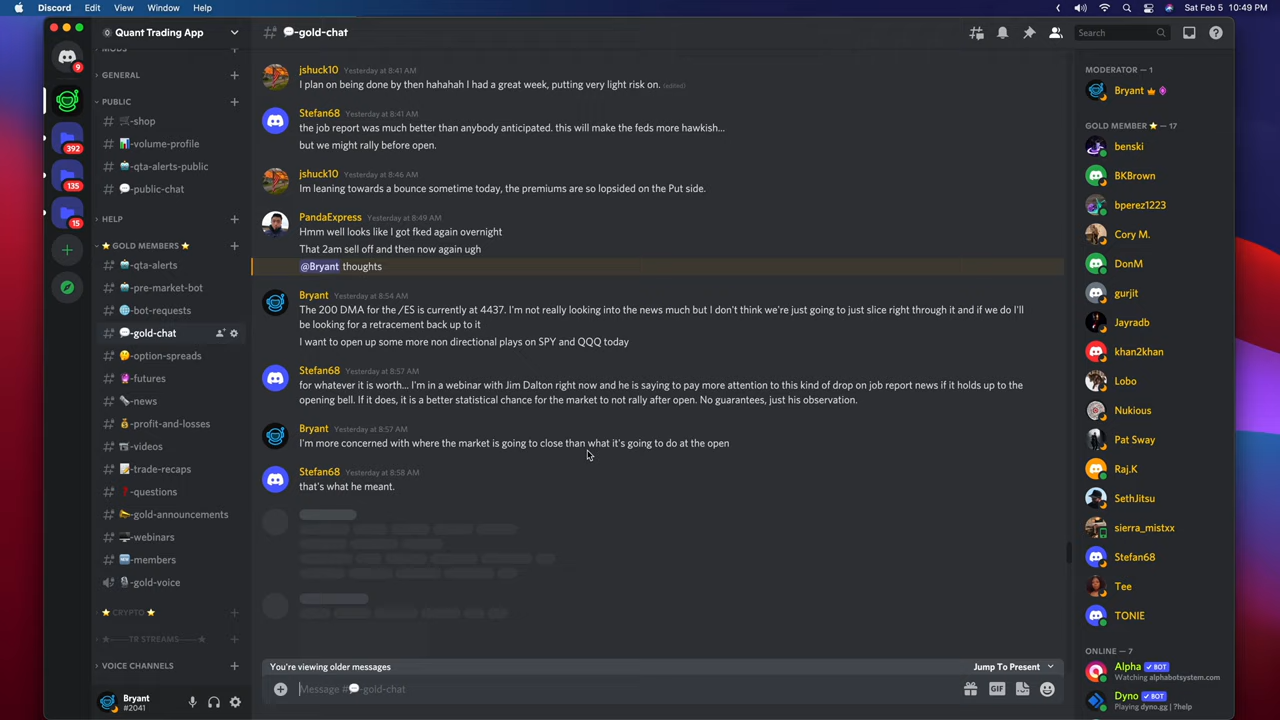 Discord Edit View Window Help
Sat Feb 5 10:49 PM
Quant Trading App
-gold-chat
Search
9
392
135
15
MODS
GENERAL
PUBLIC
-shop
-volume-profile
-qta-alerts-public
-public-chat
HELP
GOLD MEMBERS
-qta-alerts
-pre-market-bot
-bot-requests
-gold-chat
-option-spreads
-futures
-news
-profit-and-losses
-videos
-trade-recaps
-questions
-gold-announcements
-webinars
-members
-gold-voice
CRYPTO
TR STREAMS
VOICE CHANNELS
Bryant
#2041
jshuck10 Yesterday at 8:41 AM
I plan on being done by then hahahah I had a great week, putting very light risk on. (edited)
Stefan68 Yesterday at 8:41 AM
the job report was much better than anybody anticipated. this will make the feds more hawkish...
but we might rally before open.
jshuck10 Yesterday at 8:46 AM
Im leaning towards a bounce sometime today, the premiums are so lopsided on the Put side.
PandaExpress Yesterday at 8:49 AM
Hmm well looks like I got fked again overnight
That 2am sell off and then now again ugh
@Bryant thoughts
Bryant Yesterday at 8:54 AM
The 200 DMA for the /ES is currently at 4437. I'm not really looking into the news much but I don't think we're just going to just slice right through it and if we do I'll
be looking for a retracement back up to it
I want to open up some more non directional plays on SPY and QQQ today
Stefan68 Yesterday at 8:57 AM
for whatever it is worth... I'm in a webinar with Jim Dalton right now and he is saying to pay more attention to this kind of drop on job report news if it holds up to the
opening bell. If it does, it is a better statistical chance for the market to not rally after open. No guarantees, just his observation.
Bryant Yesterday at 8:57 AM
I'm more concerned with where the market is going to close than what it's going to do at the open
Stefan68 Yesterday at 8:58 AM
that's what he meant.
You're viewing older messages
Jump To Present
Message #-gold-chat
GIF
MODERATOR — 1
Bryant
GOLD MEMBER — 17
benski
BKBrown
bperez1223
Cory M.
DonM
gurjit
Jayradb
khan2khan
Lobo
Nukious
Pat Sway
Raj.K
SethJitsu
sierra_mistxx
Stefan68
Tee
TONIE
ONLINE — 7
Alpha BOT
Watching alphabotsystem.com
Dyno BOT
Playing dyno.gg | ?help